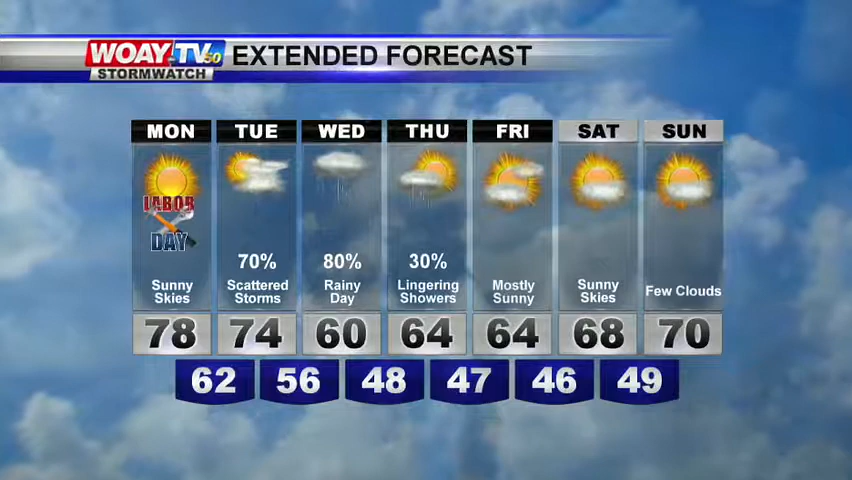 WOAY-TV 50
STORMWATCH
EXTENDED FORECAST
MON TUE WED THU FRI SAT SUN
LABOR
DAY
70% 80% 30%
Sunny
Skies
Scattered
Storms
Rainy
Day
Lingering
Showers
Mostly
Sunny
Sunny
Skies
Few Clouds
78 74 60 64 64 68 70
62 56 48 47 46 49